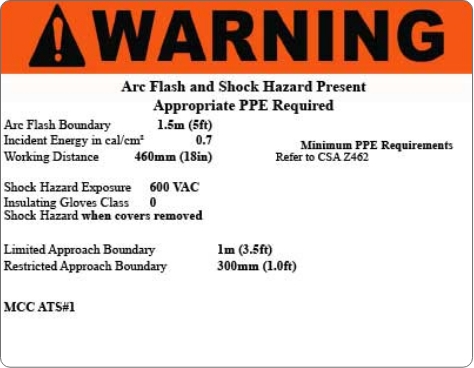 WARNING
Arc Flash and Shock Hazard Present
Appropriate PPE Required
Arc Flash Boundary 1.5m (5ft)
Incident Energy in cal/cm² 0.7
Minimum PPE Requirements
Working Distance 460mm (18in) Refer to CSA Z462
Shock Hazard Exposure 600 VAC
Insulating Gloves Class 0
Shock Hazard when covers removed
Limited Approach Boundary 1m (3.5ft)
Restricted Approach Boundary 300mm (1.0ft)
MCC ATS#1